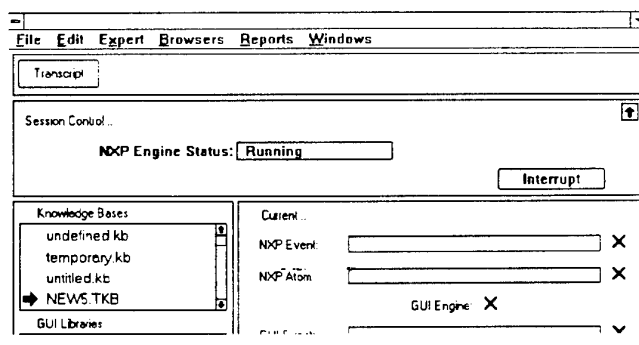 File Edit Expert Browsers Reports Windows
Transcript
Session Control...
NXP Engine Status: Running
Interrupt
Knowledge Bases
undefined.kb
temporary.kb
untitled.kb
NEWS.TKB
GUI Libraries
Current...
NXP Event:
NXP Atom:
GUI Engine: